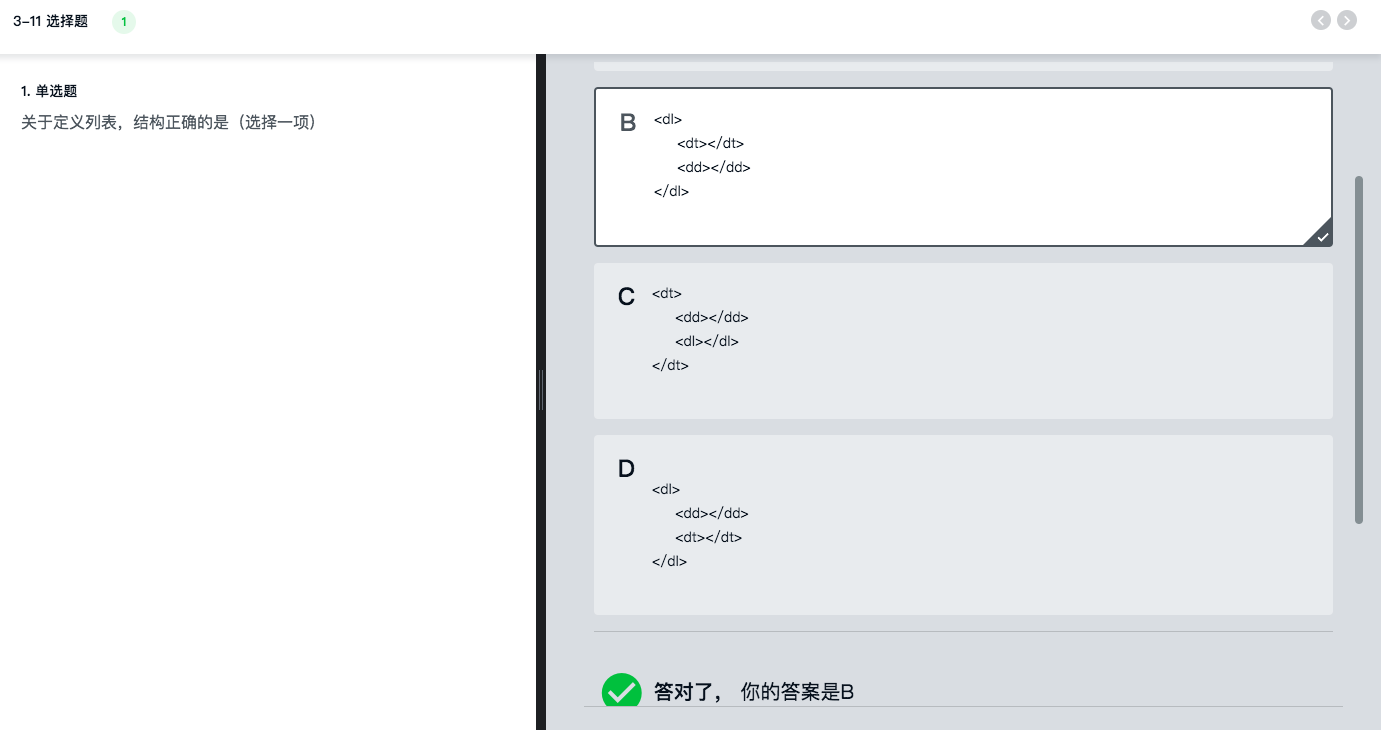 3-11 选择题 1
1. 单选题
关于定义列表，结构正确的是（选择一项）
B
<dl>
<dt></dt>
<dd></dd>
</dl>
C
<dt>
<dd></dd>
<dl></dl>
</dt>
D
<dl>
<dd></dd>
<dt></dt>
</dl>
答对了， 你的答案是B